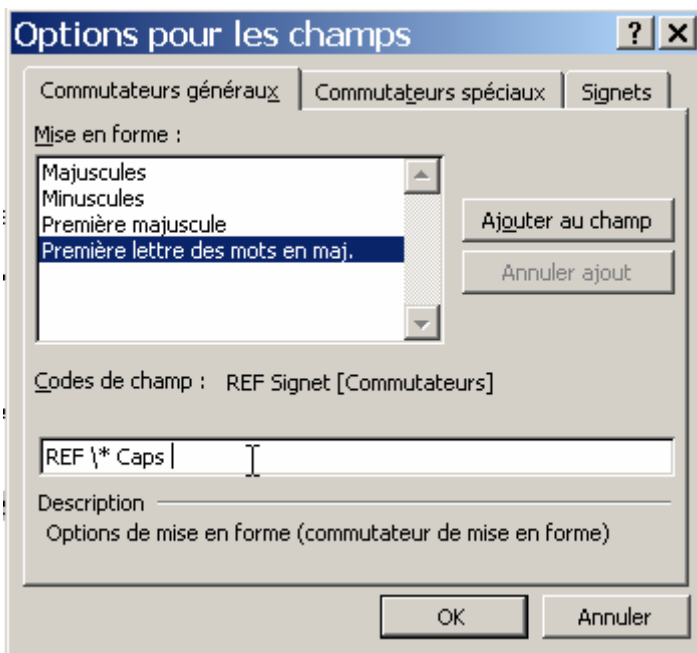 Options pour les champs
Commutateurs généraux Commutateurs spéciaux Signets
Mise en forme :
Majuscules
Minuscules
Première majuscule
Première lettre des mots en maj.
Ajouter au champ
Annuler ajout
Codes de champ : REF Signet [Commutateurs]
REF \* Caps
Description
Options de mise en forme (commutateur de mise en forme)
OK Annuler